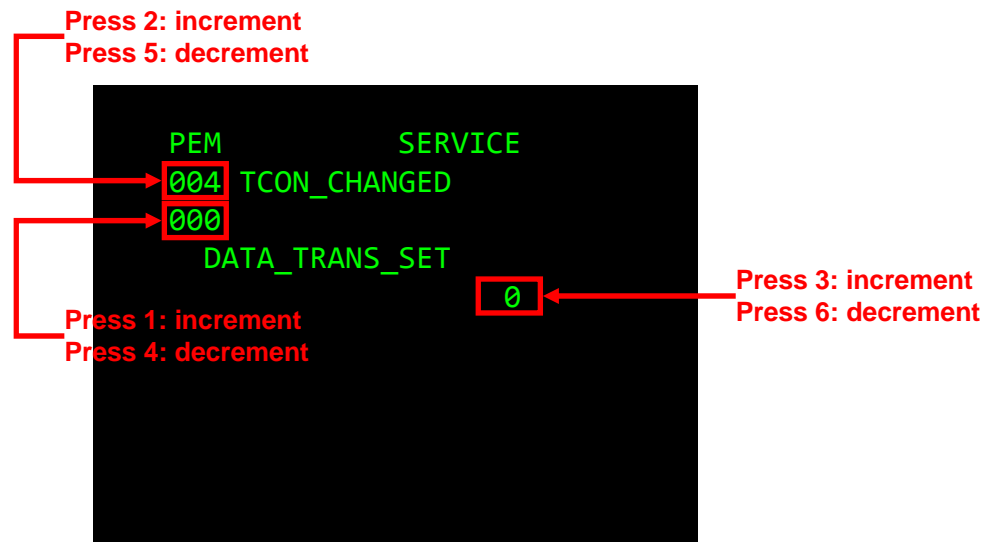 Press 2: increment
Press 5: decrement
PEM SERVICE
004 TCON_CHANGED
000
DATA_TRANS_SET
0
Press 3: increment
Press 6: decrement
Press 1: increment
Press 4: decrement